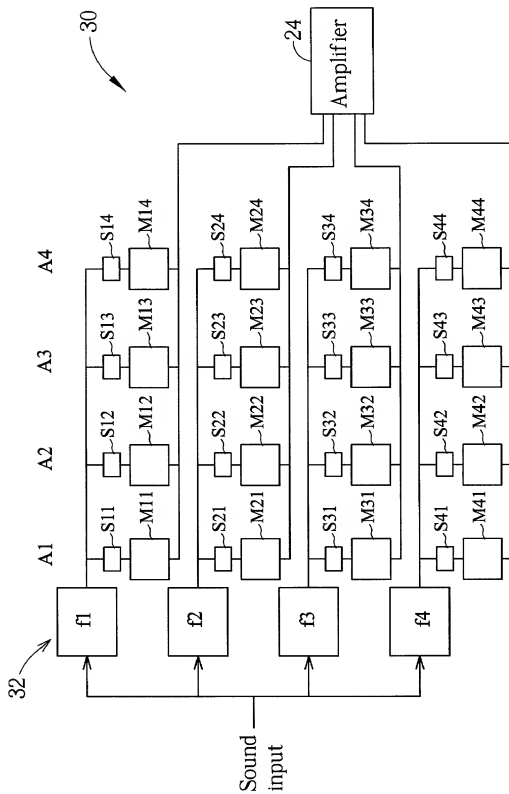 30
32
A1 A2 A3 A4
f1
S11 S12 S13 S14
M11 M12 M13 M14
f2
S21 S22 S23 S24
M21 M22 M23 M24
24
Amplifier
Sound
input
f3
S31 S32 S33 S34
M31 M32 M33 M34
f4
S41 S42 S43 S44
M41 M42 M43 M44